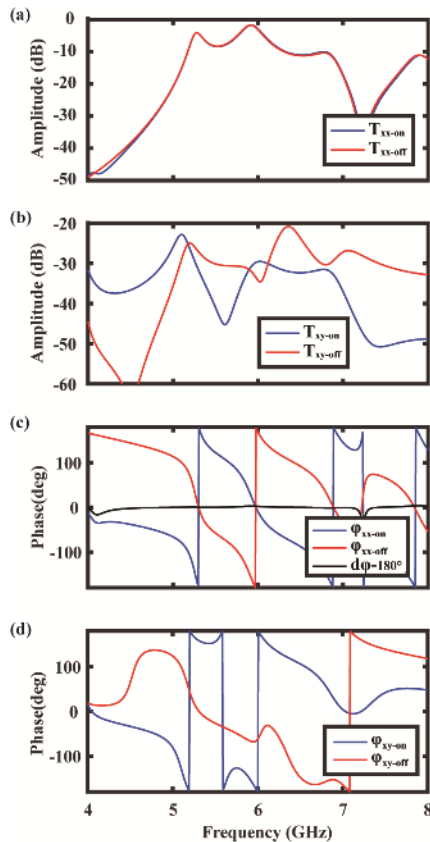 (a)
0
-10
-20
-30
-40
-50
Amplitude (dB)
Txx-on
Txx-off
(b)
-20
-30
-40
-50
-60
Amplitude (dB)
Txy-on
Txy-off
(c)
100
0
-100
Phase(deg)
φxx-on
φxx-off
dφ-180°
(d)
100
0
-100
Phase(deg)
φxy-on
φxy-off
4 5 6 7 8
Frequency (GHz)